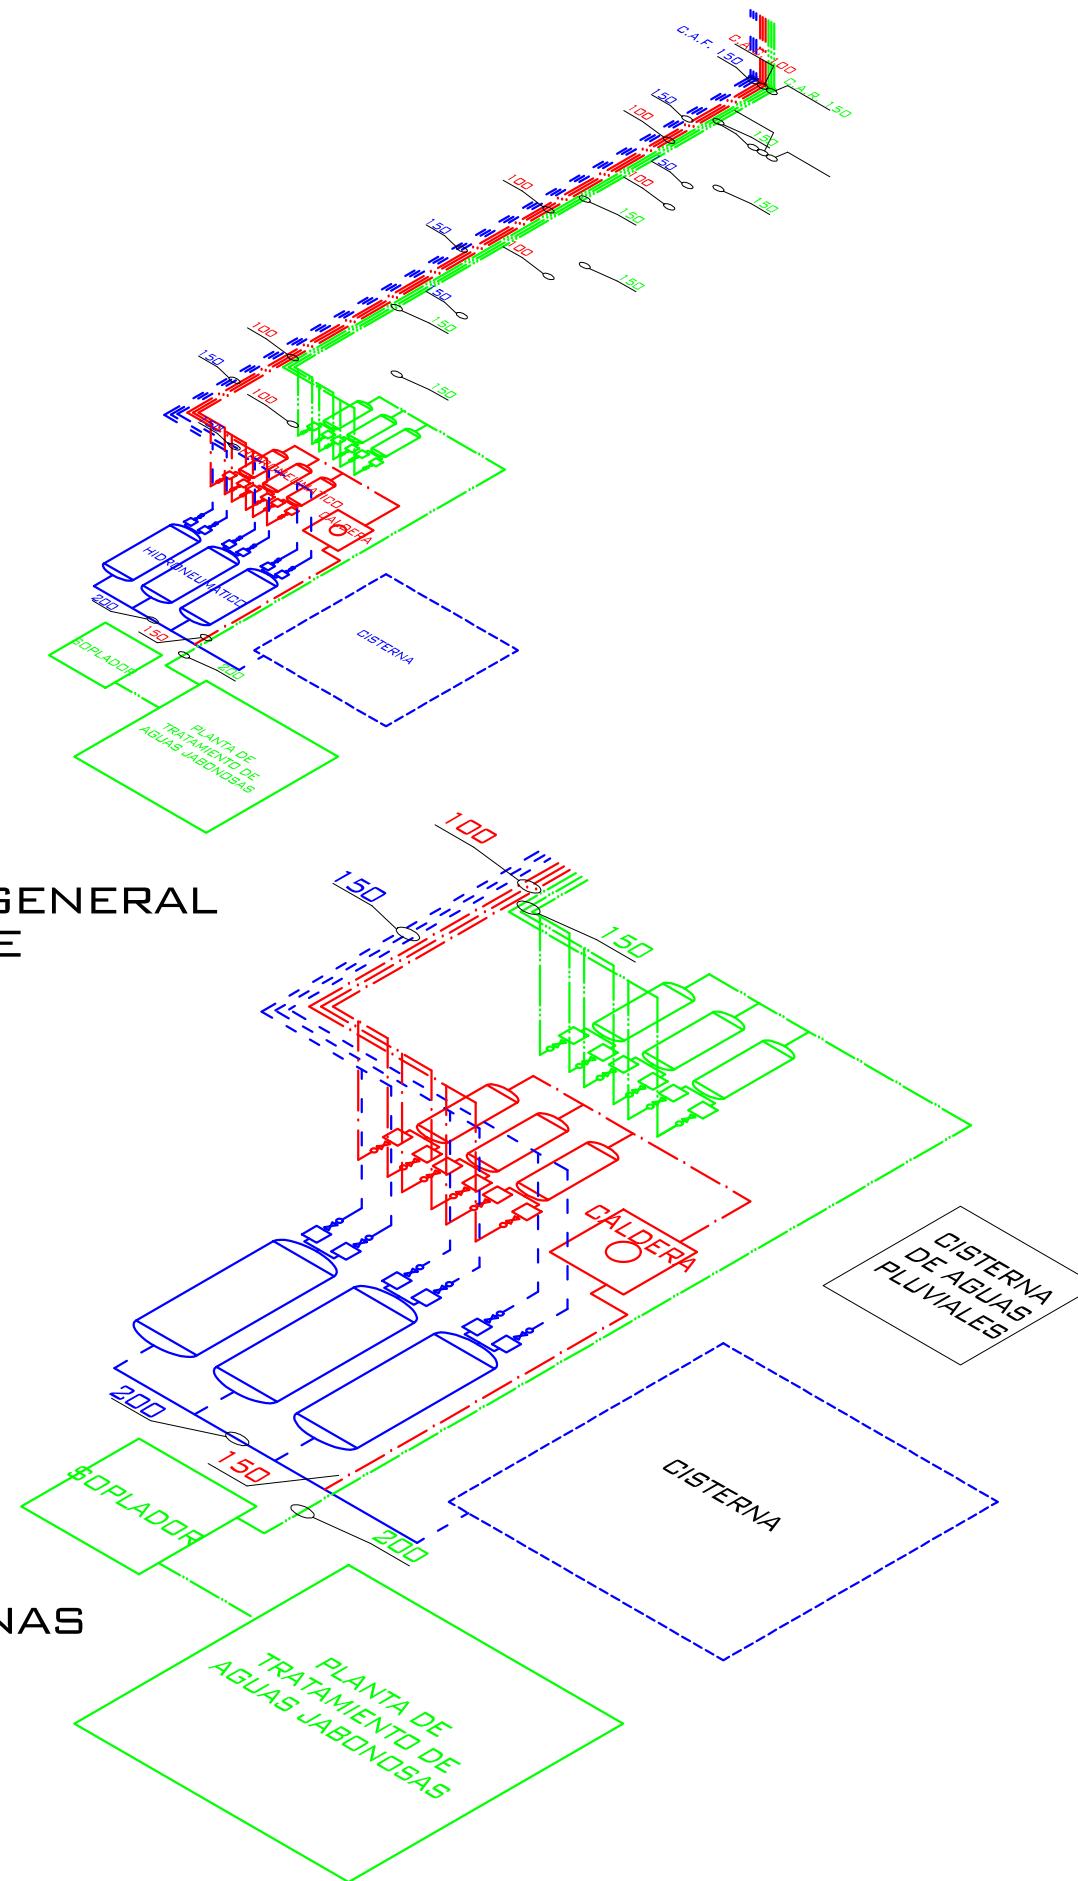 C.A.F. 150
C.A.R. 150
150
100
150
100
150
100
150
150
150
100
150
150
100
150
150
100
CALDERA
HIDRONEUMATICO
200
150
SOPLADOR
200
CISTERNA
PLANTA DE
TRATAMIENTO DE
AGUAS JABONOSAS
100
150
150
GENERAL
E
CALDERA
CISTERNA
DE AGUAS
PLUVIALES
200
150
SOPLADOR
200
CISTERNA
NAS
PLANTA DE
TRATAMIENTO DE
AGUAS JABONOSAS